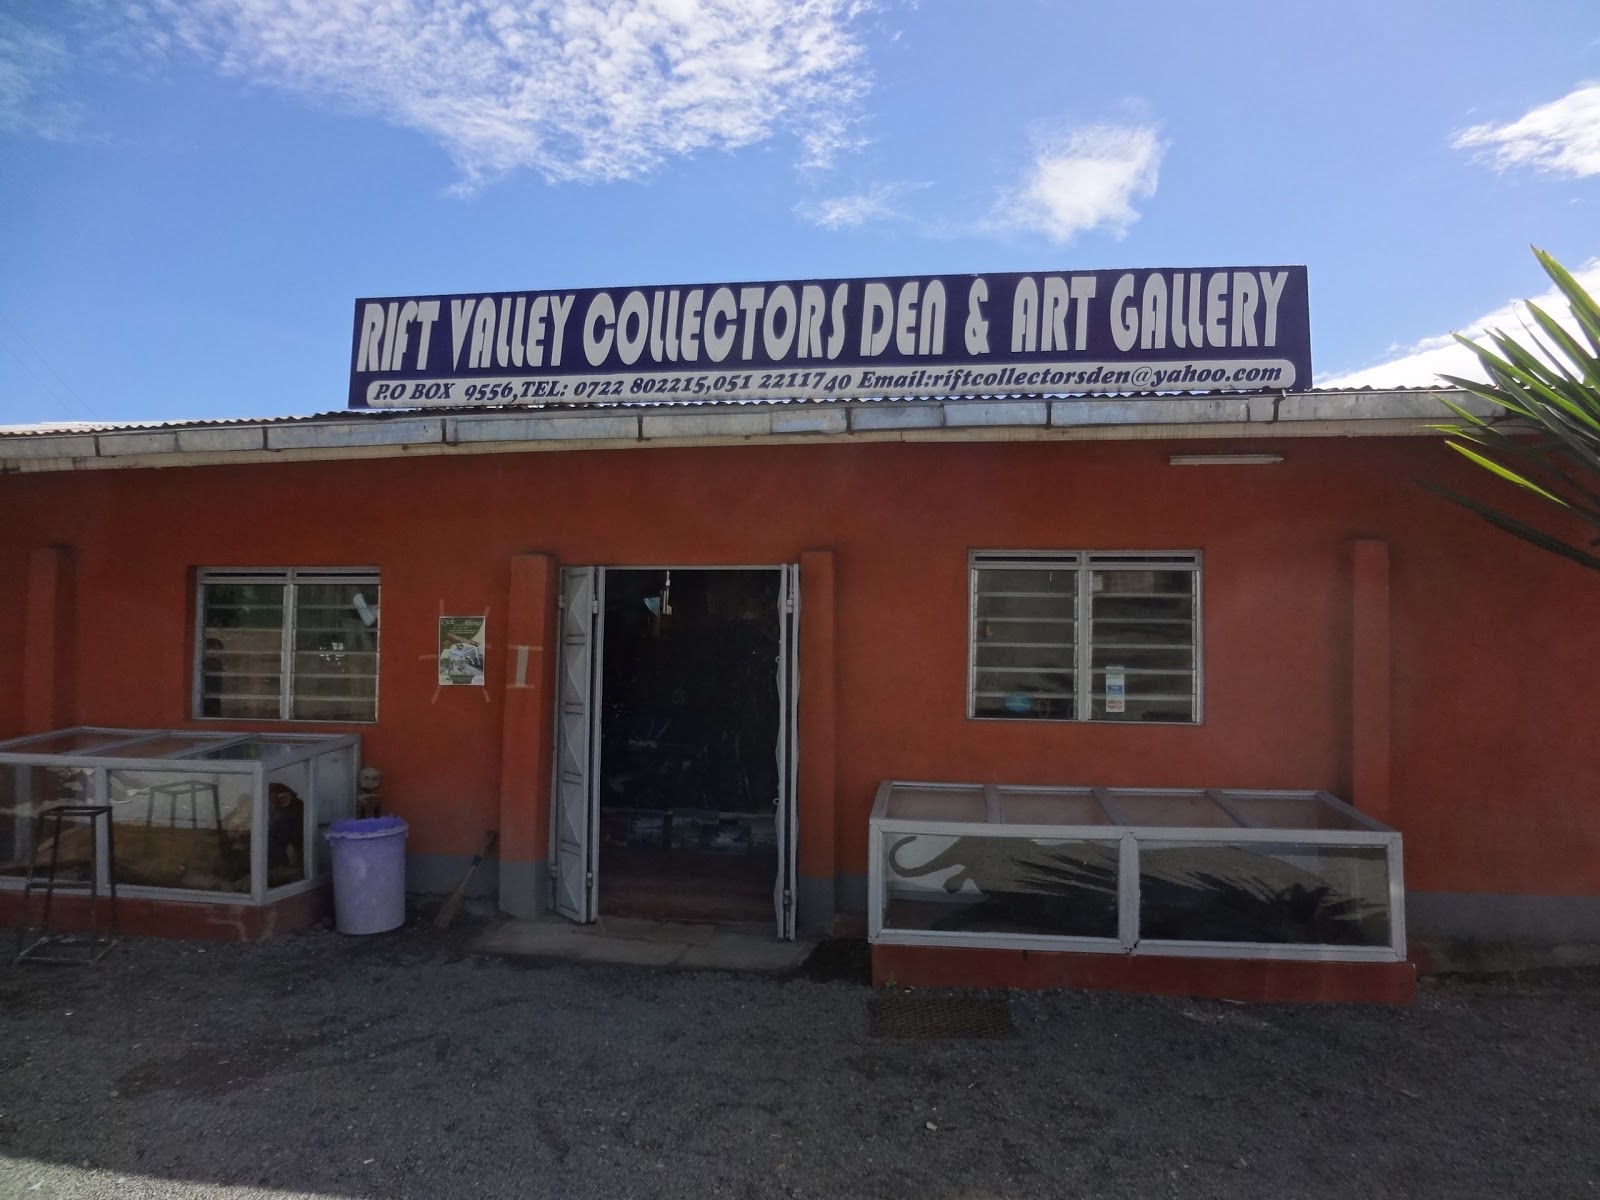 RIFT VALLEY COLLECTORS DEN & ART GALLERY
P.O BOX 9556,TEL: 0722 802215,051 2211740 Email:riftcollectorsden@yahoo.com